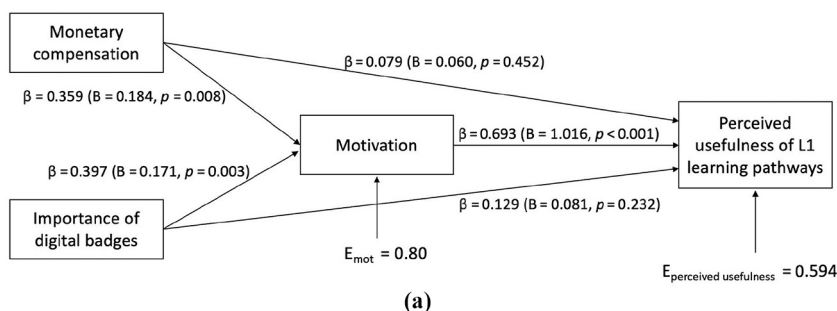 Monetary
compensation
β = 0.079 (B = 0.060, p = 0.452)
β = 0.359 (B = 0.184, p = 0.008)
Motivation
β = 0.693 (B = 1.016, p < 0.001)
Perceived
usefulness of L1
learning pathways
β = 0.397 (B = 0.171, p = 0.003)
Importance of
digital badges
β = 0.129 (B = 0.081, p = 0.232)
Emot = 0.80
Eperceived usefulness = 0.594
(a)